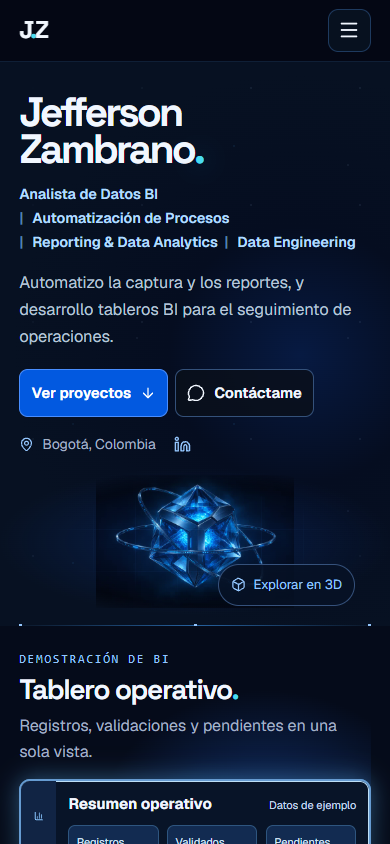 J.Z
Jefferson
Zambrano.
Analista de Datos BI
| Automatización de Procesos
| Reporting & Data Analytics | Data Engineering
Automatizo la captura y los reportes, y
desarrollo tableros BI para el seguimiento de
operaciones.
Ver proyectos ↓
Contáctame
Bogotá, Colombia
Explorar en 3D
DEMOSTRACIÓN DE BI
Tablero operativo.
Registros, validaciones y pendientes en una
sola vista.
Resumen operativo
Datos de ejemplo
Registros
Validados
Pendientes